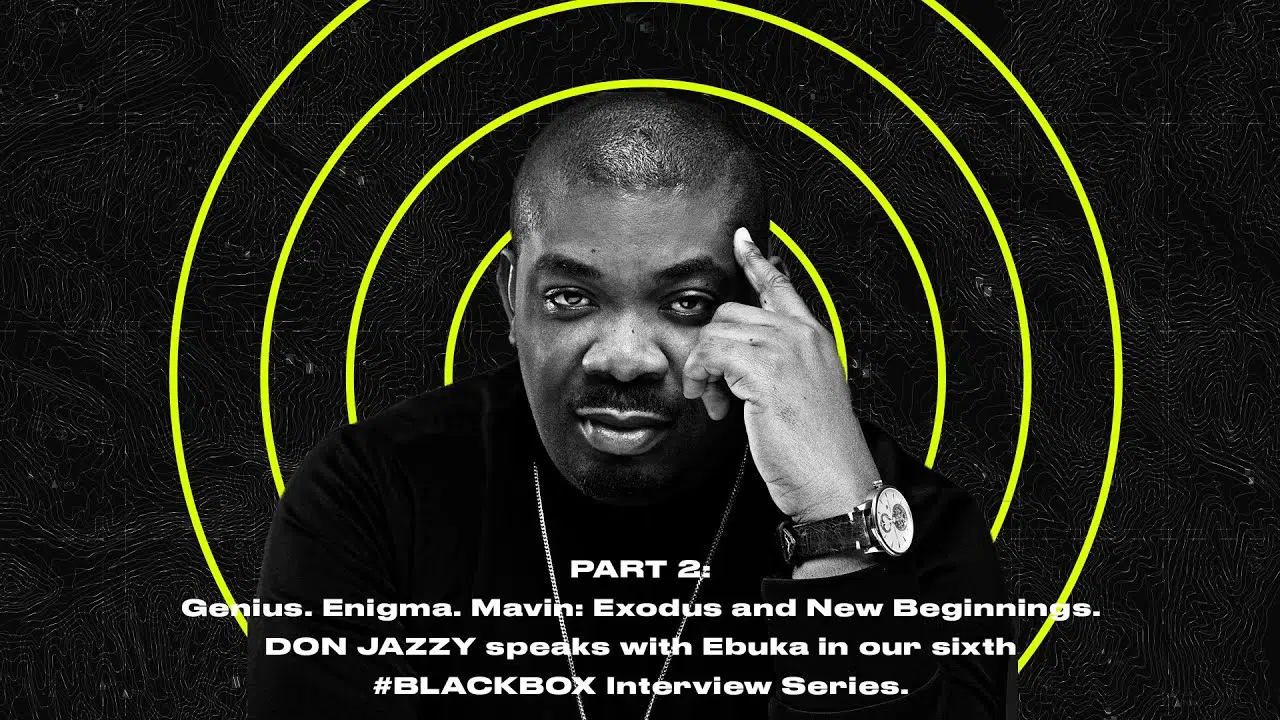 PART 2:
Genius. Enigma. Mavin: Exodus and New Beginnings.
DON JAZZY speaks with Ebuka in our sixth
#BLACKBOX Interview Series.